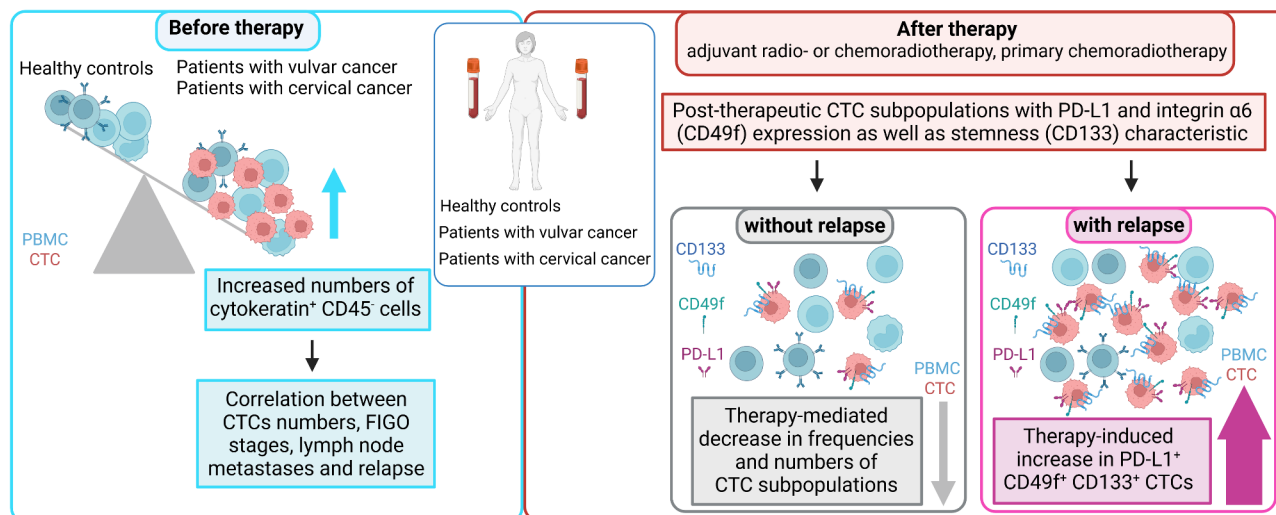 Before therapy
Healthy controls
Patients with vulvar cancer
Patients with cervical cancer
PBMC
CTC
Increased numbers of
cytokeratin⁺ CD45⁻ cells
Correlation between
CTCs numbers, FIGO
stages, lymph node
metastases and relapse
Healthy controls
Patients with vulvar cancer
Patients with cervical cancer
After therapy
adjuvant radio- or chemoradiotherapy, primary chemoradiotherapy
Post-therapeutic CTC subpopulations with PD-L1 and integrin α6
(CD49f) expression as well as stemness (CD133) characteristic
without relapse
CD133
CD49f
PD-L1
PBMC
CTC
Therapy-mediated
decrease in frequencies
and numbers of
CTC subpopulations
with relapse
CD133
CD49f
PD-L1
PBMC
CTC
Therapy-induced
increase in PD-L1⁺
CD49f⁺ CD133⁺ CTCs